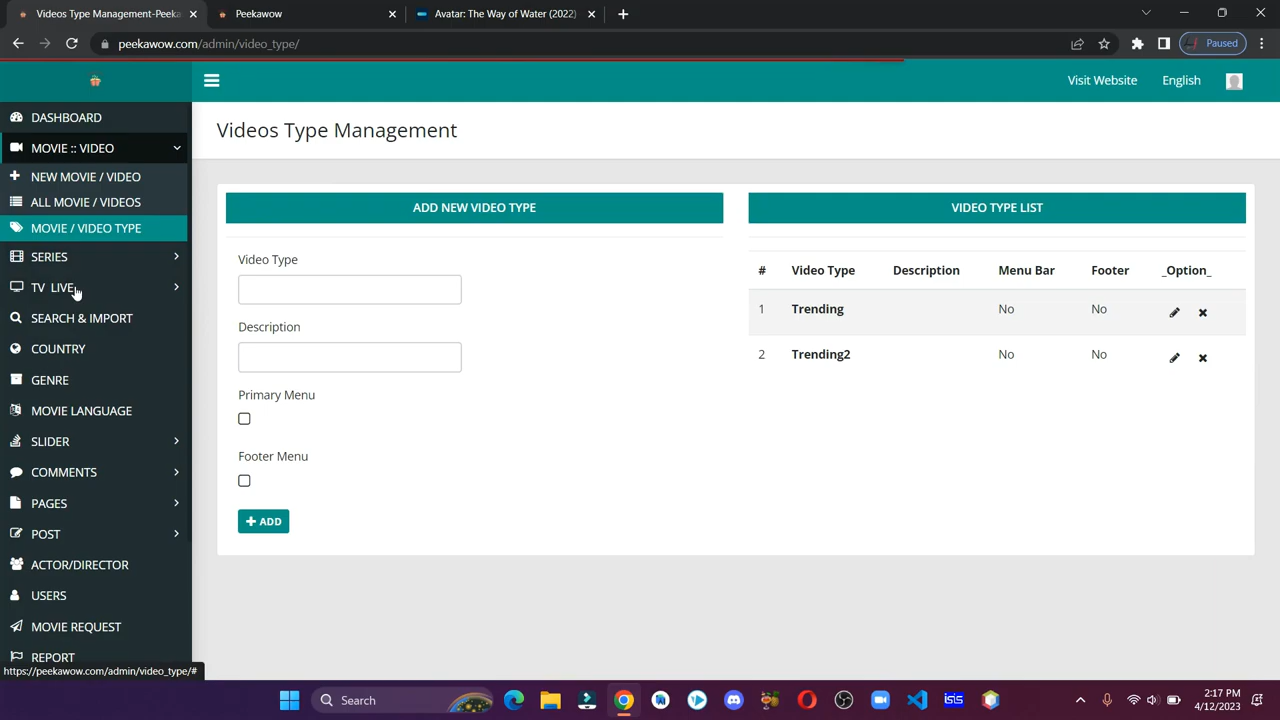 Videos Type Management-Peek
Peekawow
Avatar: The Way of Water (2022)
peekawow.com/admin/video_type/
Paused
Visit Website
English
DASHBOARD
MOVIE :: VIDEO
NEW MOVIE / VIDEO
ALL MOVIE / VIDEOS
MOVIE / VIDEO TYPE
SERIES
TV LIVE
SEARCH & IMPORT
COUNTRY
GENRE
MOVIE LANGUAGE
SLIDER
COMMENTS
PAGES
POST
ACTOR/DIRECTOR
USERS
MOVIE REQUEST
REPORT
https://peekawow.com/admin/video_type/#
Videos Type Management
ADD NEW VIDEO TYPE
Video Type
Description
Primary Menu
Footer Menu
+ ADD
VIDEO TYPE LIST
# Video Type Description Menu Bar Footer _Option_
1 Trending No No
2 Trending2 No No
Search
ISIS
2:17 PM
4/12/2023